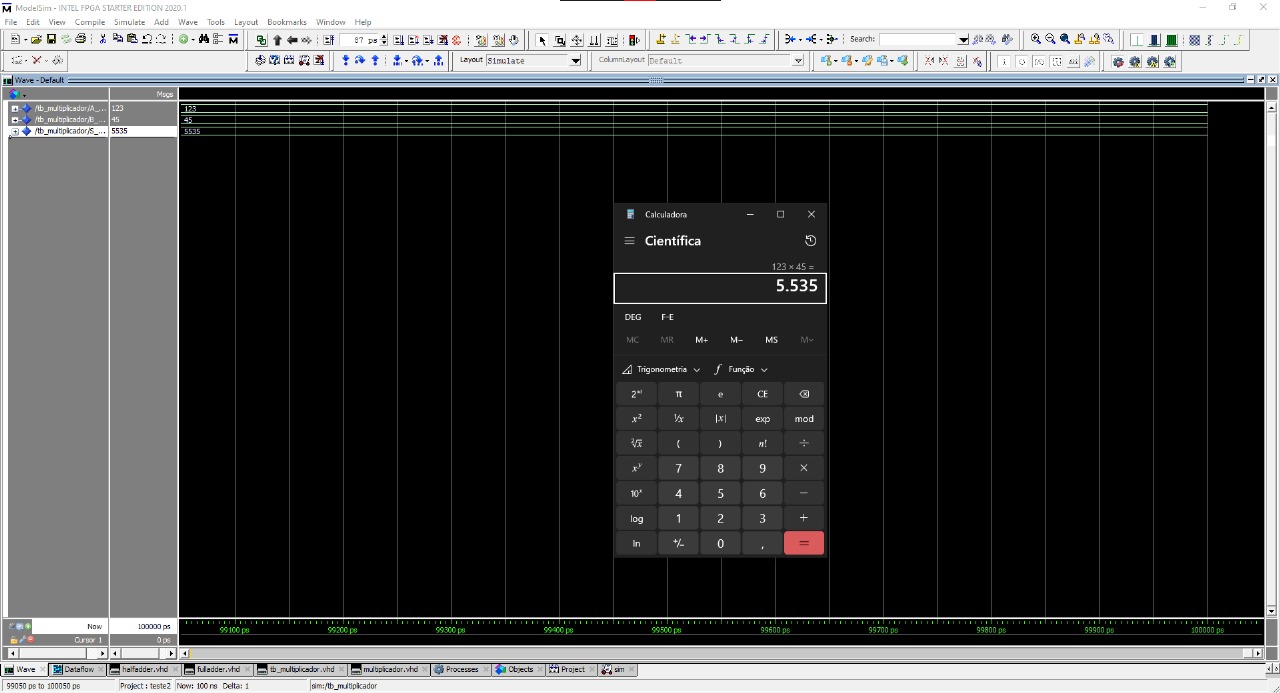 ModelSim - INTEL FPGA STARTER EDITION 2020.1
File Edit View Compile Simulate Add Wave Tools Layout Bookmarks Window Help
87 ps
Search:
Layout Simulate
ColumnLayout Default
Wave - Default
Msgs
/tb_multiplicador/A_... 123 123
/tb_multiplicador/B_... 45 45
/tb_multiplicador/S_... 5535 5535
Calculadora
Científica
123 × 45 =
5.535
DEG F-E
MC MR M+ M− MS M˅
Trigonometria Função
π e CE
x² ¹/x |x| exp mod
( ) n! ÷
xʸ 7 8 9 ×
10ˣ 4 5 6 −
log 1 2 3 +
ln +/− 0 , =
Now 100000 ps
Cursor 1 0 ps
99100 ps 99200 ps 99300 ps 99400 ps 99500 ps 99600 ps 99700 ps 99800 ps 99900 ps 100000 ps
Wave Dataflow halfadder.vhd fulladder.vhd tb_multiplicador.vhd multiplicador.vhd Processes Objects Project sim
99050 ps to 100050 ps Project : teste2 Now: 100 ns Delta: 1 sim:/tb_multiplicador